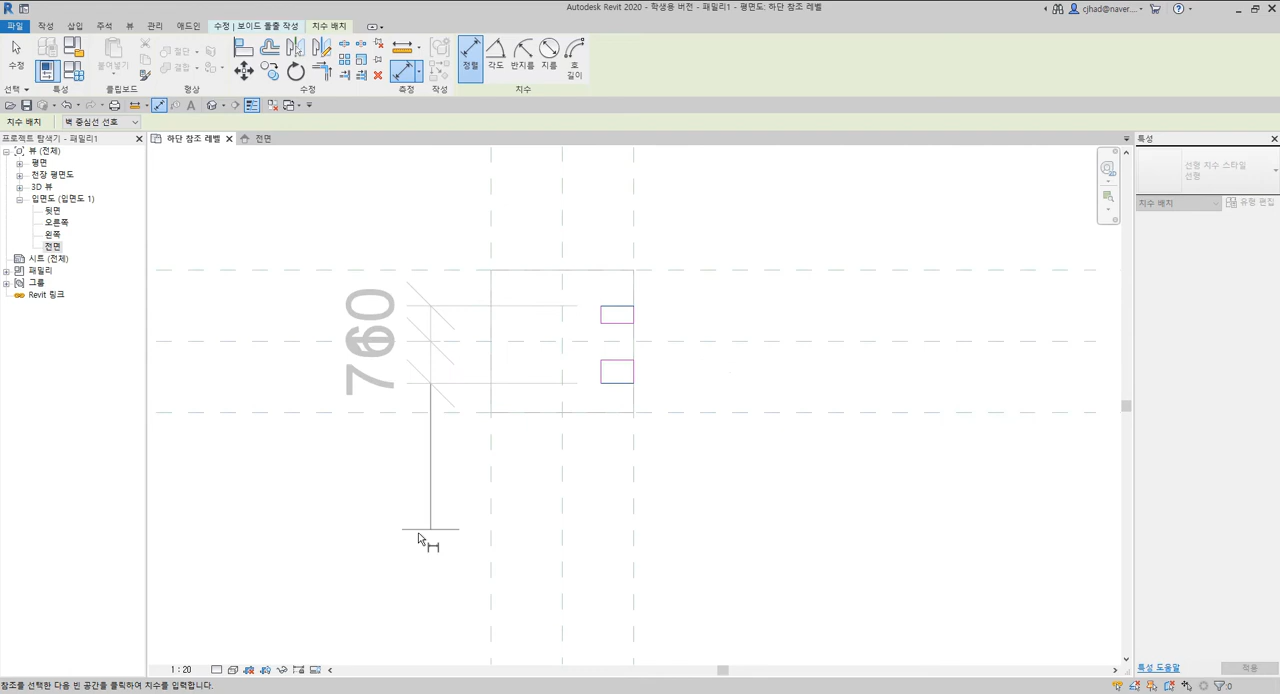 Autodesk Revit 2020 - 학생용 버전 - 패밀리1 - 평면도: 하단 참조 레벨
cjhad@naver....
파일 작성 삽입 주석 뷰 관리 애드인 수정 | 보이드 돌출 작성 치수 배치
수정 붙여넣기 절단 결합 정렬 각도 반지름 지름 호 길이
선택 특성 클립보드 형상 수정 측정 작성 치수
치수 배치 벽 중심선 선호
프로젝트 탐색기 - 패밀리1
하단 참조 레벨 전면
특성
뷰 (전체)
평면
천장 평면도
3D 뷰
입면도 (입면도 1)
뒷면
오른쪽
왼쪽
전면
시트 (전체)
패밀리
그룹
Revit 링크
선형 치수 스타일
선형
치수 배치 유형 편집
1 : 20
특성 도움말 적용
참조를 선택한 다음 빈 공간을 클릭하여 치수를 입력합니다.
:0